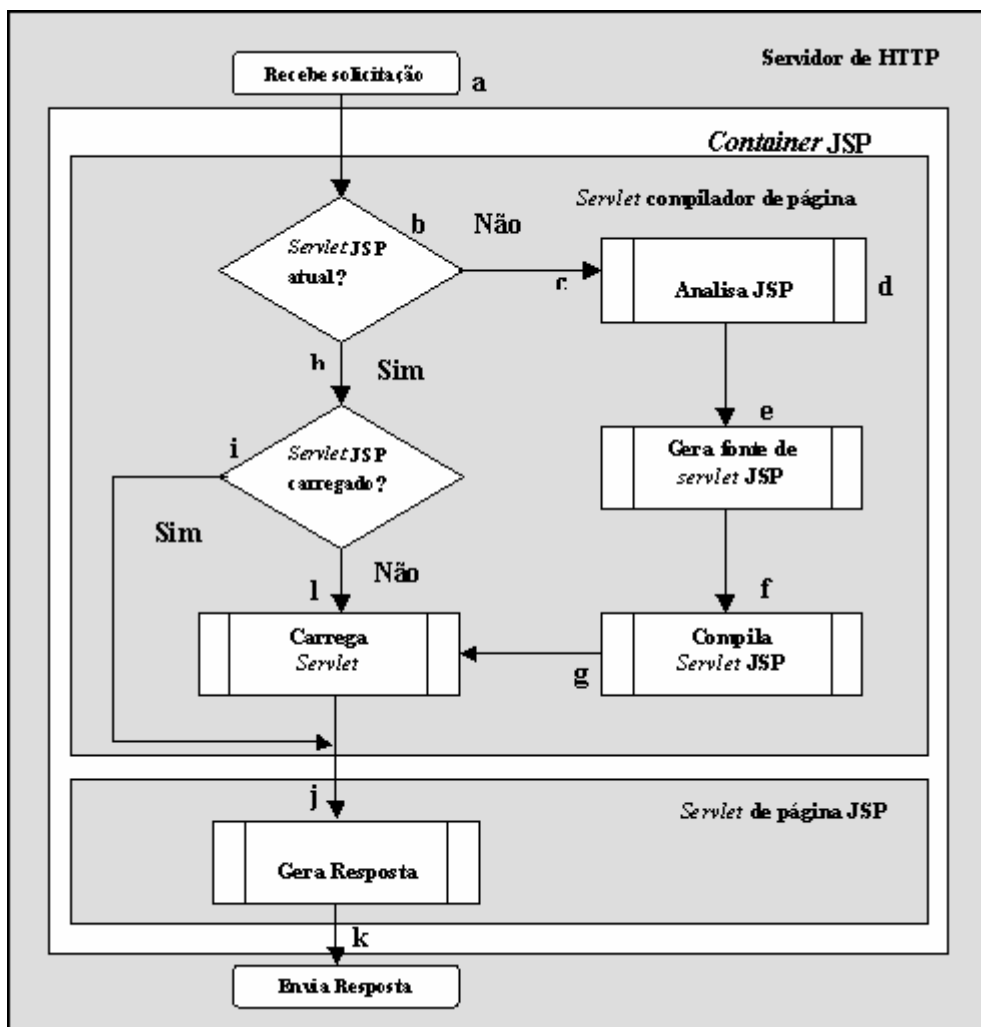 Servidor de HTTP
Recebe solicitação
a
Container JSP
Servlet compilador de página
b
Não
Servlet JSP
atual?
c
Analisa JSP
d
h
Sim
e
i
Servlet JSP
carregado?
Gera fonte de
servlet JSP
Sim
Não
l
f
Carrega
Servlet
g
Compila
Servlet JSP
j
Servlet de página JSP
Gera Resposta
k
Envia Resposta